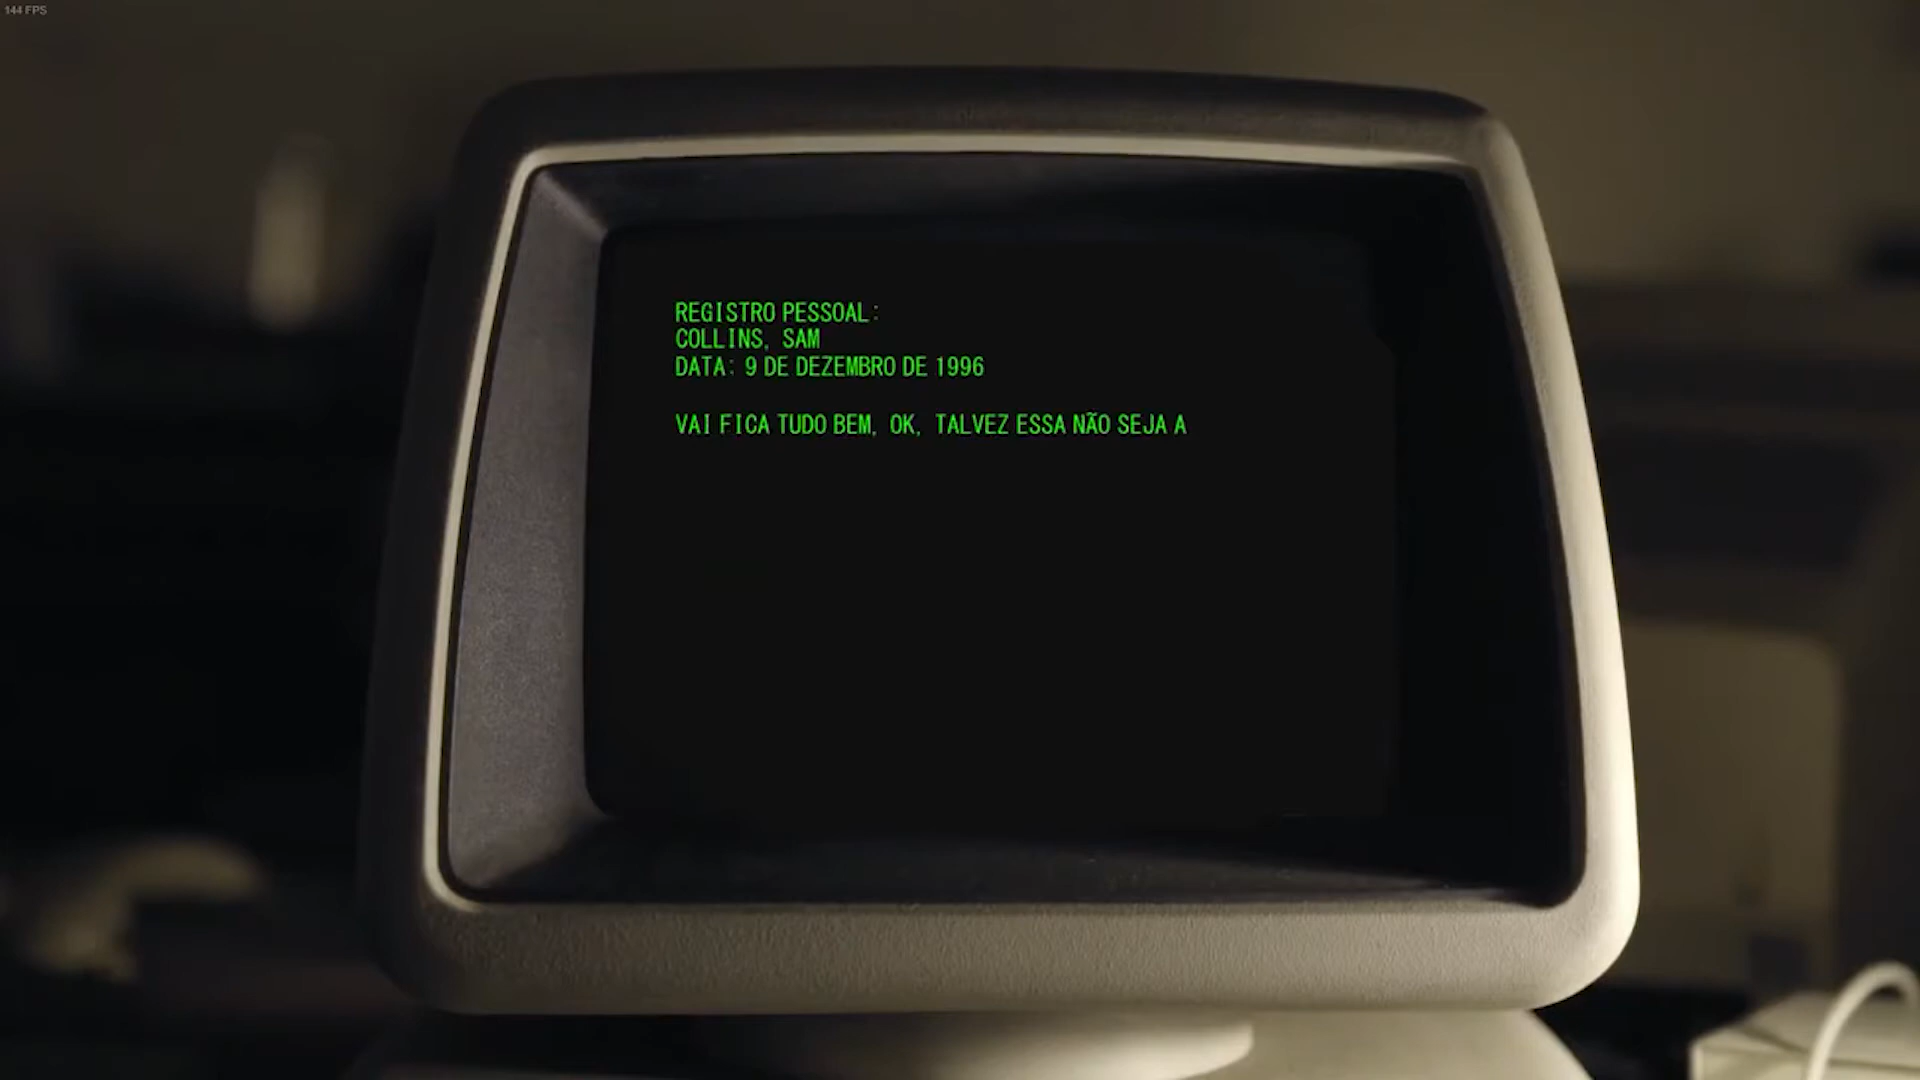 144 FPS
REGISTRO PESSOAL:
COLLINS, SAM
DATA: 9 DE DEZEMBRO DE 1996
VAI FICA TUDO BEM, OK, TALVEZ ESSA NÃO SEJA A